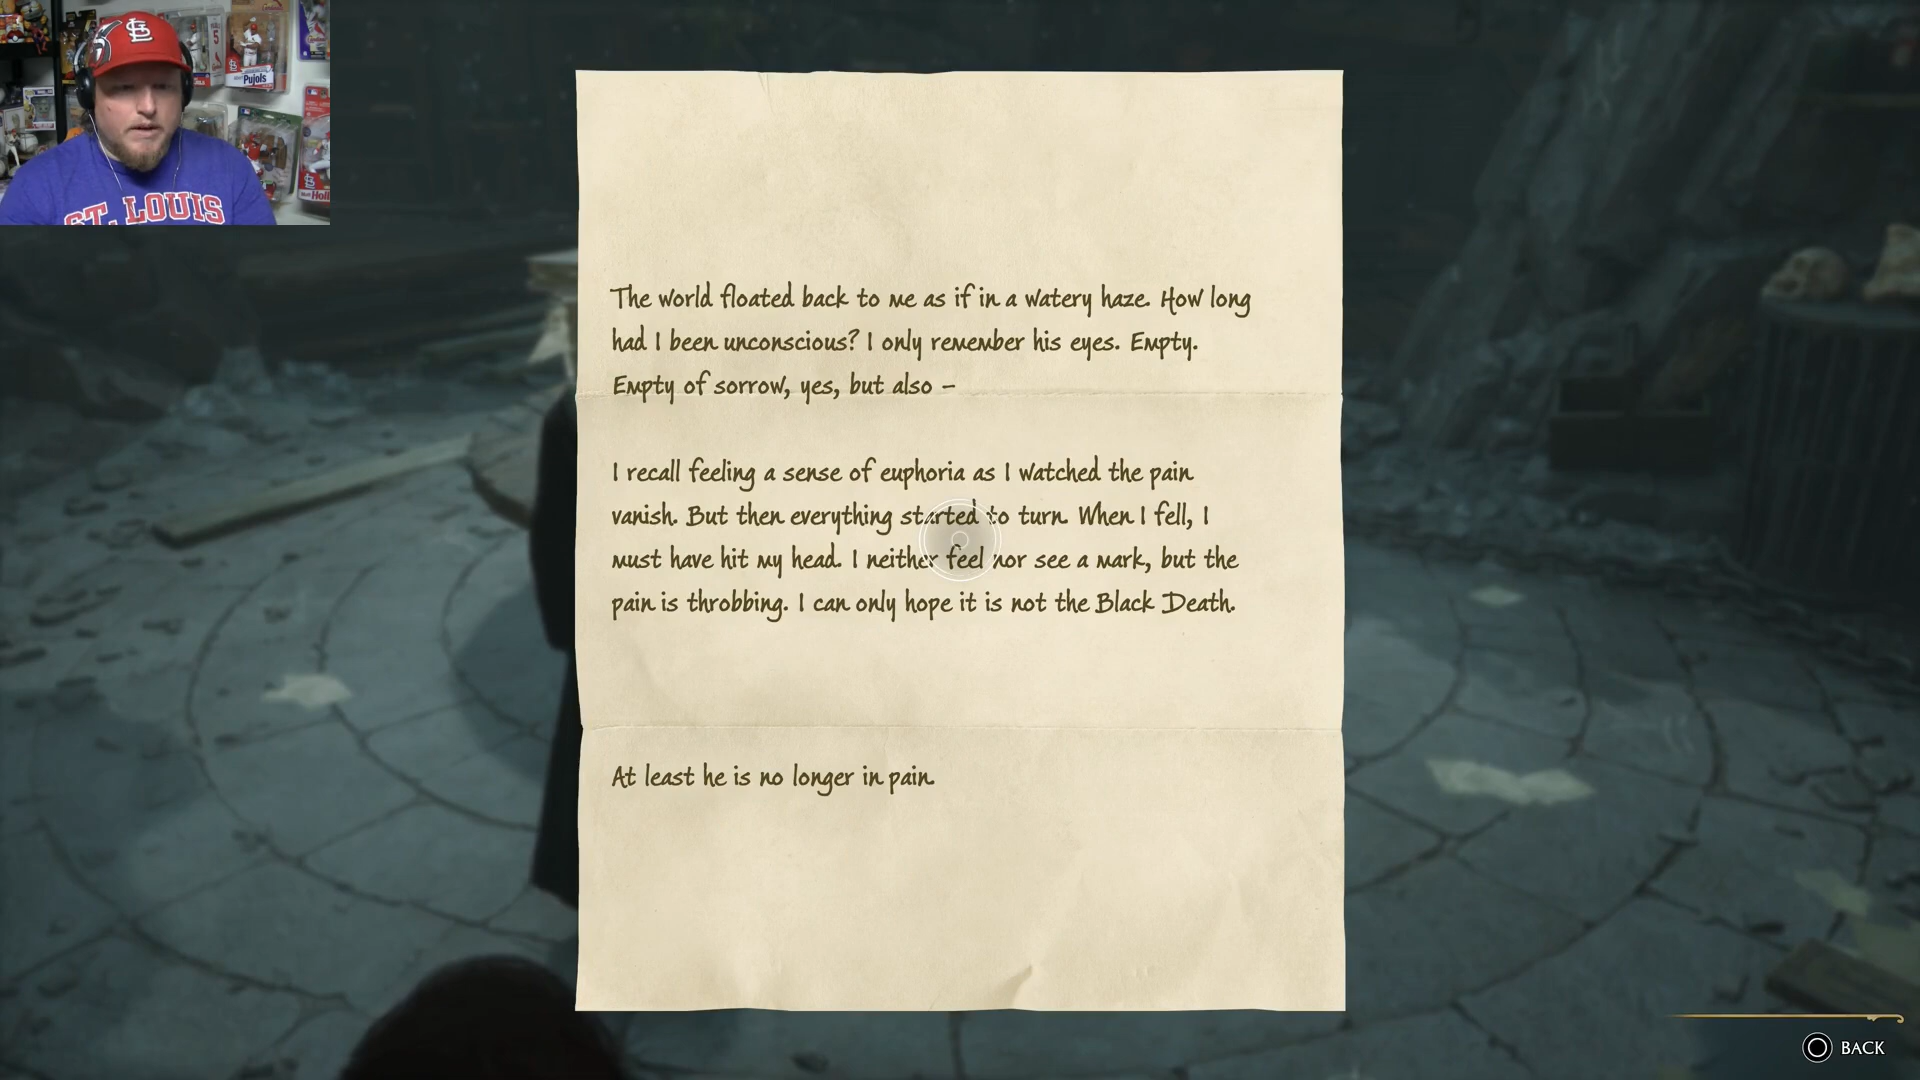 Pujols
5
ST. LOUIS
The world floated back to me as if in a watery haze. How long
had I been unconscious? I only remember his eyes. Empty.
Empty of sorrow, yes, but also –
I recall feeling a sense of euphoria as I watched the pain
vanish. But then everything started to turn. When I fell, I
must have hit my head. I neither feel nor see a mark, but the
pain is throbbing. I can only hope it is not the Black Death.
At least he is no longer in pain.
BACK